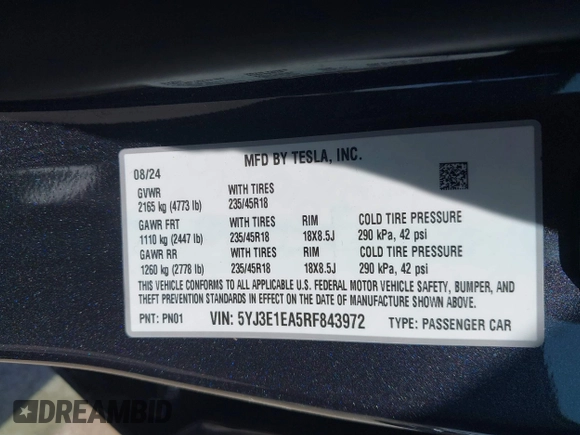 MFD BY TESLA, INC.
08/24
GVWR WITH TIRES
2165 kg (4773 lb) 235/45R18
GAWR FRT WITH TIRES RIM COLD TIRE PRESSURE
1110 kg (2447 lb) 235/45R18 18X8.5J 290 kPa, 42 psi
GAWR RR WITH TIRES RIM COLD TIRE PRESSURE
1260 kg (2778 lb) 235/45R18 18X8.5J 290 kPa, 42 psi
THIS VEHICLE CONFORMS TO ALL APPLICABLE U.S. FEDERAL MOTOR VEHICLE SAFETY, BUMPER, AND
THEFT PREVENTION STANDARDS IN EFFECT ON THE DATE OF MANUFACTURE SHOWN ABOVE.
PNT: PN01 VIN: 5YJ3E1EA5RF843972 TYPE: PASSENGER CAR
DREAMBID